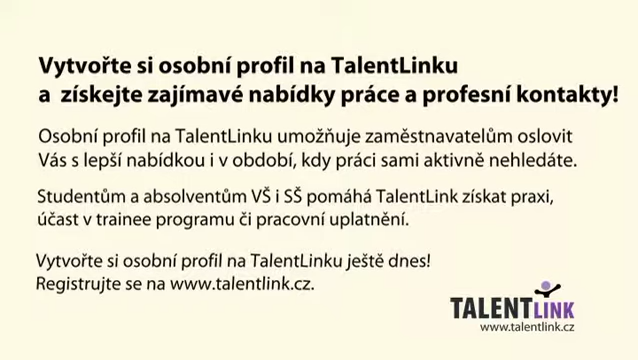 Vytvořte si osobní profil na TalentLinku
a získejte zajímavé nabídky práce a profesní kontakty!
Osobní profil na TalentLinku umožňuje zaměstnavatelům oslovit
Vás s lepší nabídkou i v období, kdy práci sami aktivně nehledáte.
Studentům a absolventům VŠ i SŠ pomáhá TalentLink získat praxi,
účast v trainee programu či pracovní uplatnění.
Vytvořte si osobní profil na TalentLinku ještě dnes!
Registrujte se na www.talentlink.cz.
TALENTLINK
www.talentlink.cz